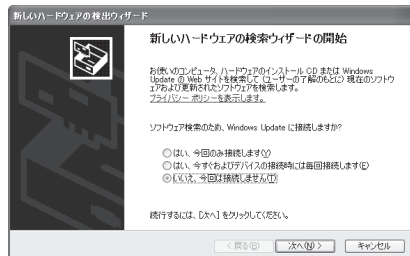 新しいハードウェアの検出ウィザード
新しいハードウェアの検索ウィザードの開始
お使いのコンピュータ、ハードウェアのインストール CD または Windows
Update の Web サイトを検索して (ユーザーの了解のもとに) 現在のソフトウ
ェアおよび更新されたソフトウェアを検索します。
プライバシー ポリシーを表示します。
ソフトウェア検索のため、Windows Update に接続しますか?
はい、今回のみ接続します(Y)
はい、今すぐおよびデバイスの接続時には毎回接続します(E)
いいえ、今回は接続しません(T)
続行するには、[次へ] をクリックしてください。
< 戻る(B)
次へ(N) >
キャンセル